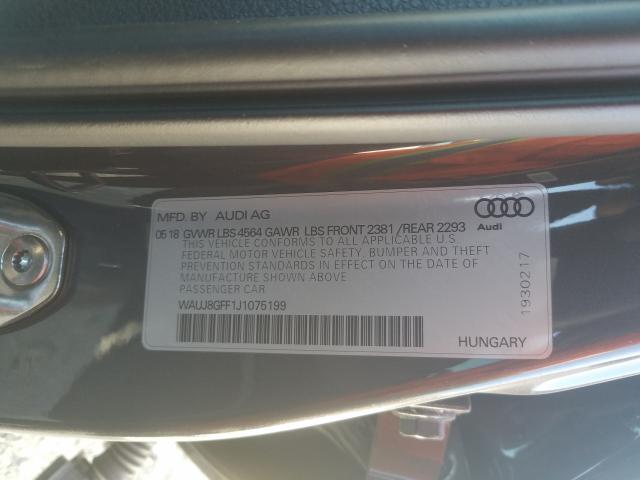 MFD. BY AUDI AG
05 18 GVWR LBS 4564 GAWR LBS FRONT 2381 /REAR 2293
THIS VEHICLE CONFORMS TO ALL APPLICABLE U.S.
FEDERAL MOTOR VEHICLE SAFETY, BUMPER AND THEFT
PREVENTION STANDARDS IN EFFECT ON THE DATE OF
MANUFACTURE SHOWN ABOVE
PASSENGER CAR
WAUJ8GFF1J1075199
Audi
1930217
HUNGARY